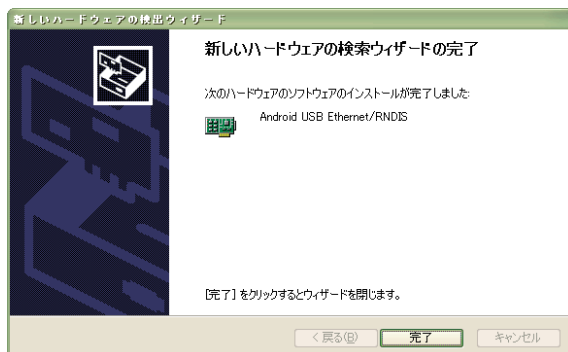 新しいハードウェアの検出ウィザード
新しいハードウェアの検索ウィザードの完了
次のハードウェアのソフトウェアのインストールが完了しました:
Android USB Ethernet/RNDIS
[完了] をクリックするとウィザードを閉じます。
< 戻る(B)
完了
キャンセル